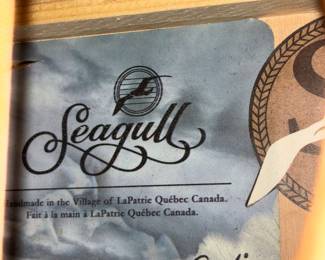 Seagull
Handmade in the Village of LaPatrie Québec Canada.
Fait à la main à LaPatrie Québec Canada.